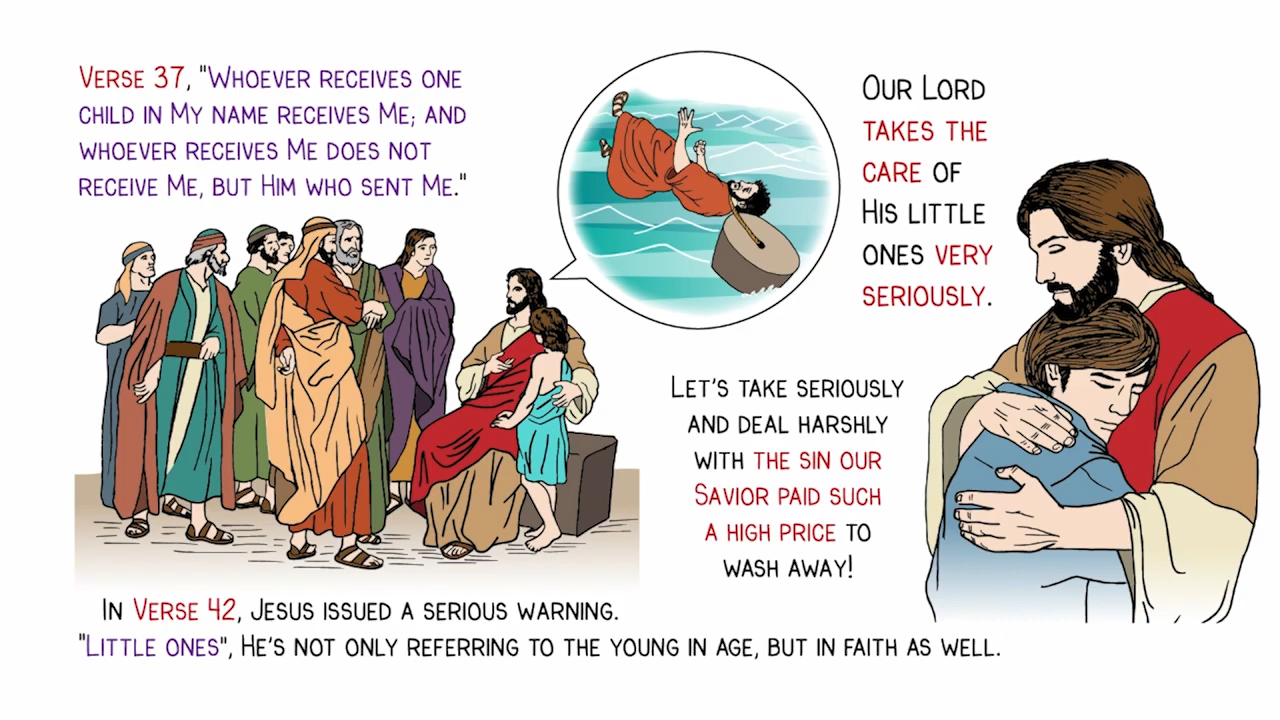 Verse 37, "Whoever receives one
child in My name receives Me; and
whoever receives Me does not
receive Me, but Him who sent Me."
Our Lord
takes the
care of
His little
ones very
seriously.
Let's take seriously
and deal harshly
with the sin our
Savior paid such
a high price to
wash away!
In Verse 42, Jesus issued a serious warning.
"Little ones", He's not only referring to the young in age, but in faith as well.